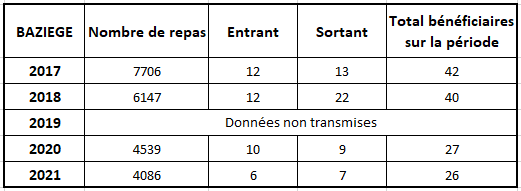 BAZIEGE Nombre de repas Entrant Sortant Total bénéficiaires sur la période
2017 7706 12 13 42
2018 6147 12 22 40
2019 Données non transmises
2020 4539 10 9 27
2021 4086 6 7 26